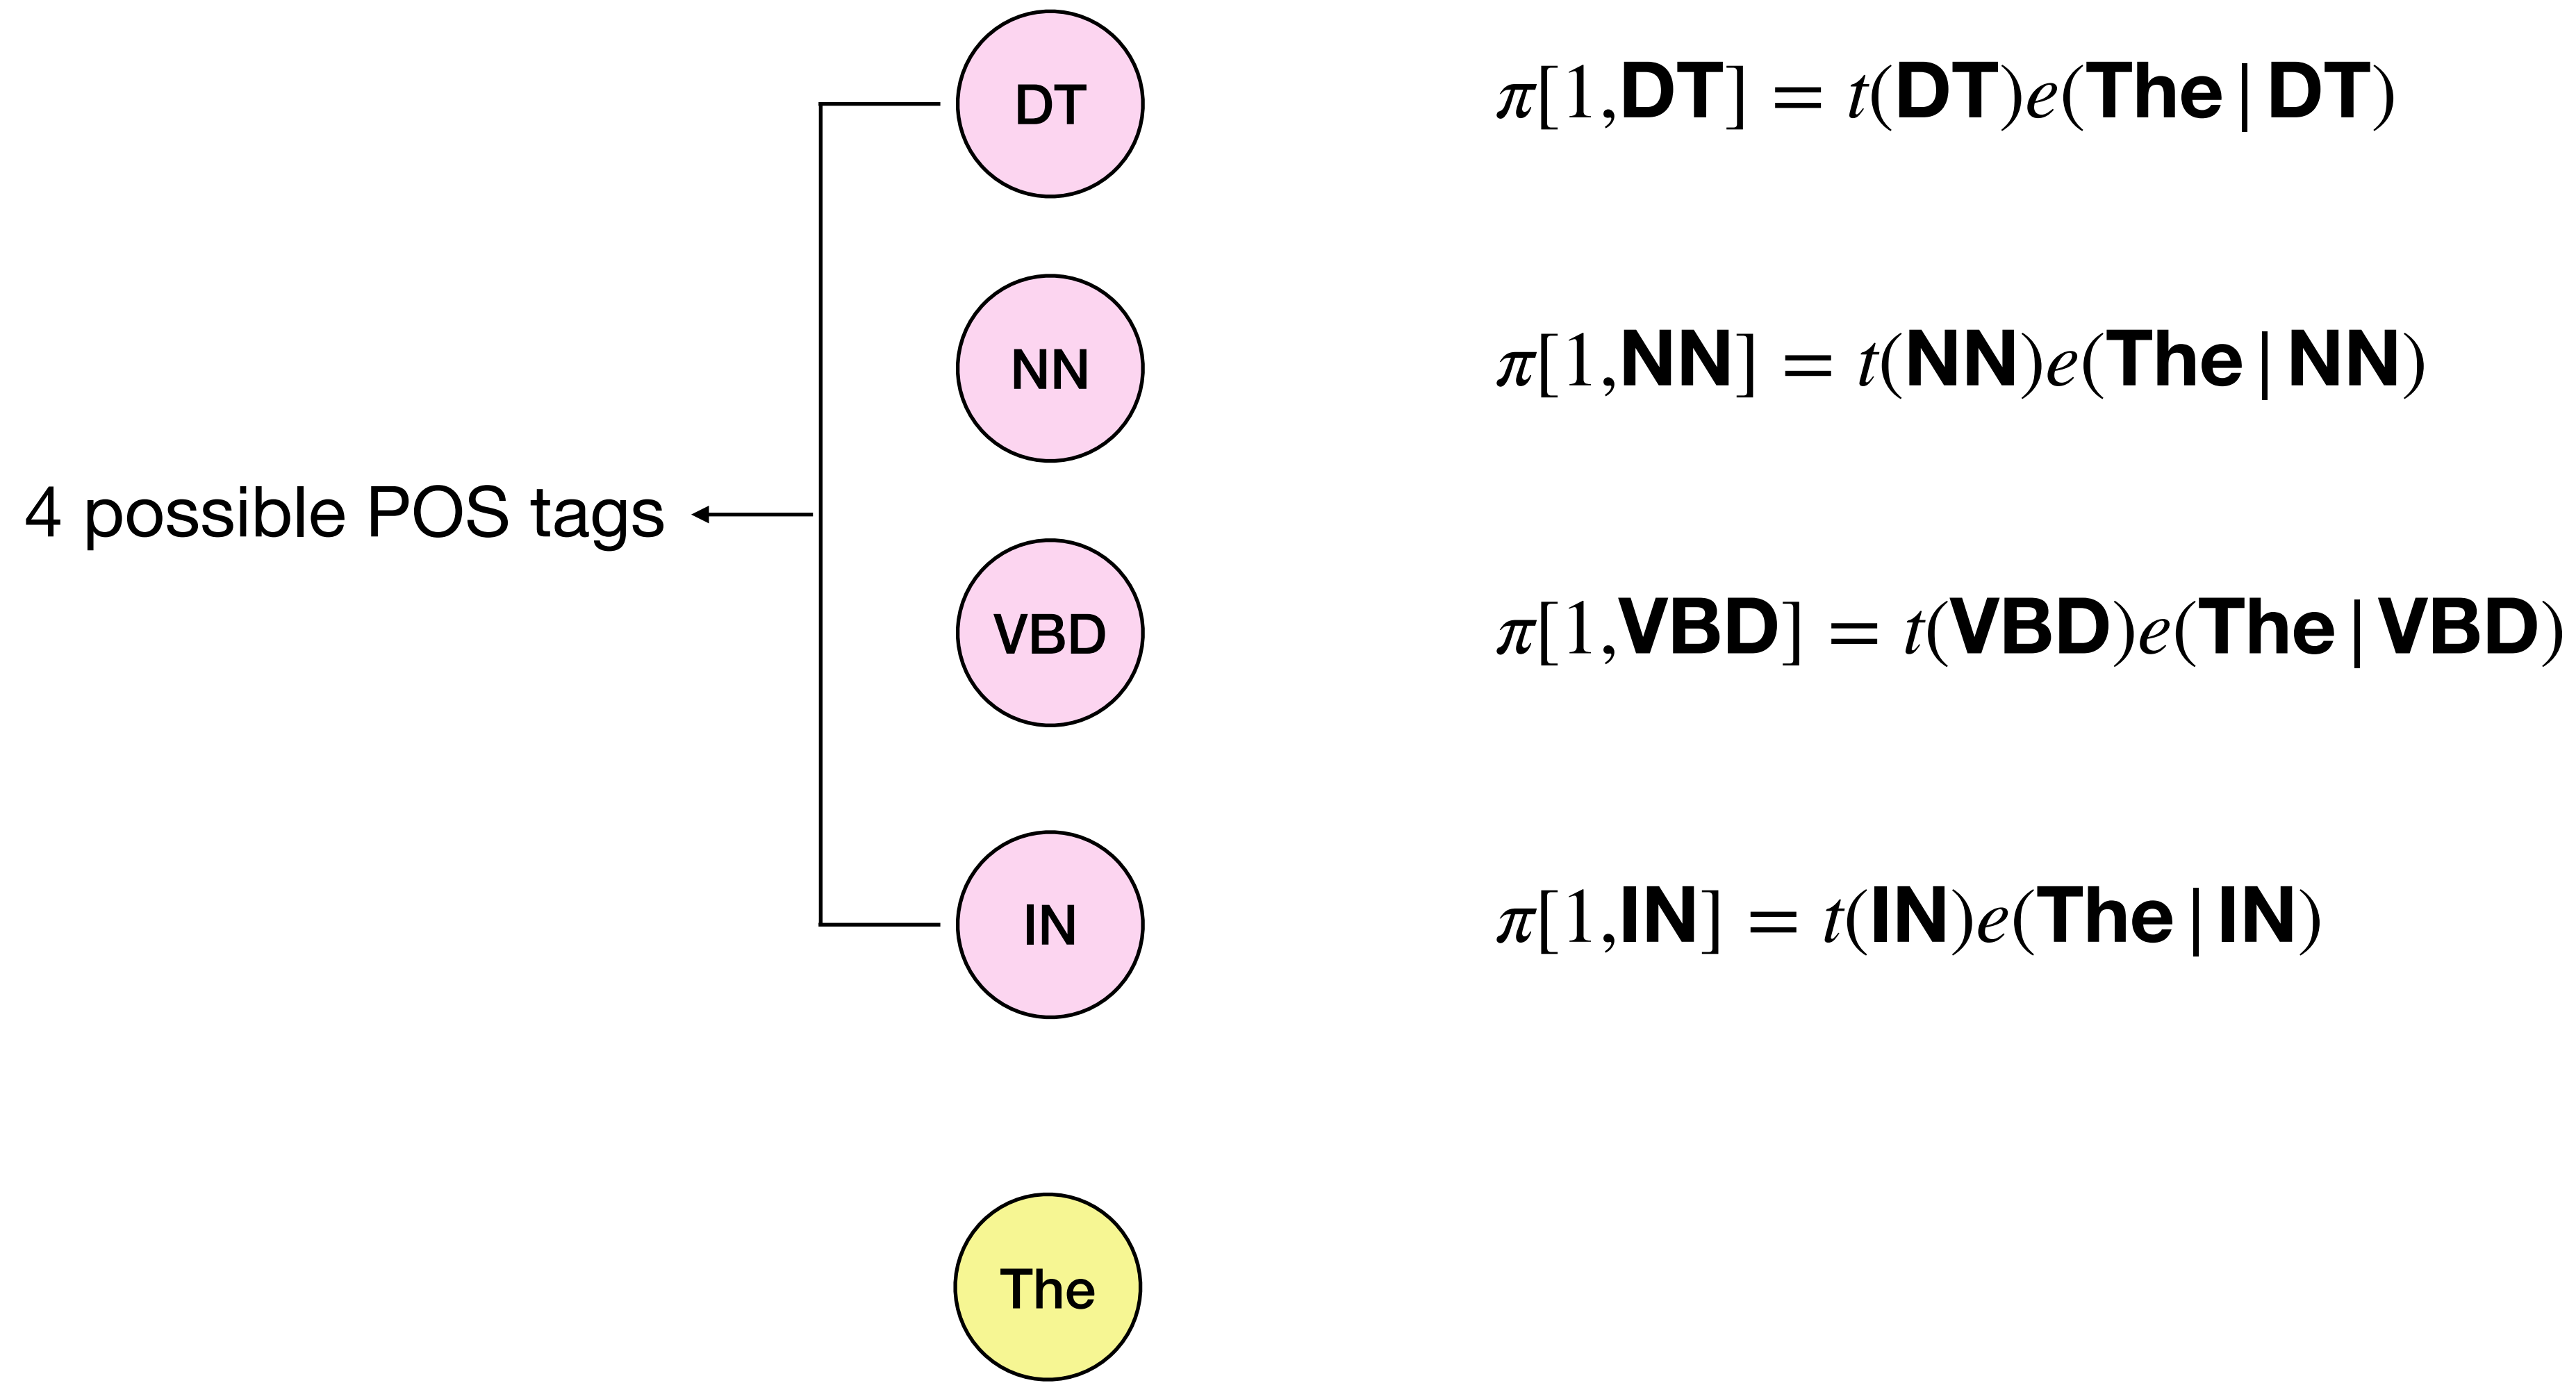 DT
π[1,DT] = t(DT)e(The | DT)
NN
π[1,NN] = t(NN)e(The | NN)
4 possible POS tags
VBD
π[1,VBD] = t(VBD)e(The | VBD)
IN
π[1,IN] = t(IN)e(The | IN)
The